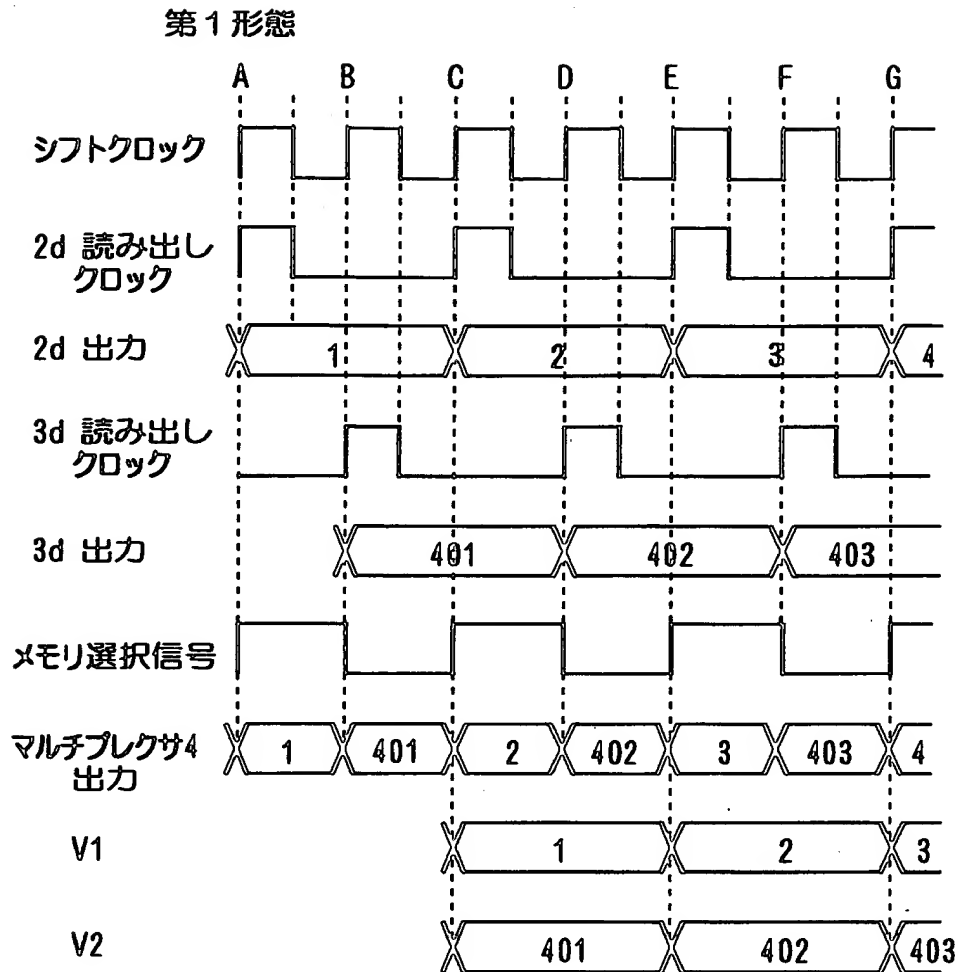 第1形態
A B C D E F G
シフトクロック
2d 読み出し
クロック
2d 出力
1 2 3 4
3d 読み出し
クロック
3d 出力
401 402 403
メモリ選択信号
マルチプレクサ4
出力
1 401 2 402 3 403 4
V1
1 2 3
V2
401 402 403